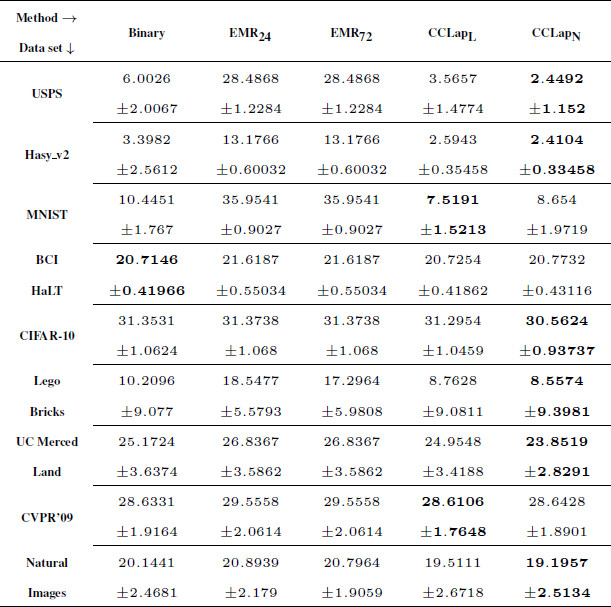 Method →
Binary EMR24 EMR72 CCLapL CCLapN
Data set ↓
6.0026 28.4868 28.4868 3.5657 2.4492
USPS
±2.0067 ±1.2284 ±1.2284 ±1.4774 ±1.152
3.3982 13.1766 13.1766 2.5943 2.4104
Hasy_v2
±2.5612 ±0.60032 ±0.60032 ±0.35458 ±0.33458
10.4451 35.9541 35.9541 7.5191 8.654
MNIST
±1.767 ±0.9027 ±0.9027 ±1.5213 ±1.9719
BCI 20.7146 21.6187 21.6187 20.7254 20.7732
HaLT ±0.41966 ±0.55034 ±0.55034 ±0.41862 ±0.43116
31.3531 31.3738 31.3738 31.2954 30.5624
CIFAR-10
±1.0624 ±1.068 ±1.068 ±1.0459 ±0.93737
Lego 10.2096 18.5477 17.2964 8.7628 8.5574
Bricks ±9.077 ±5.5793 ±5.9808 ±9.0811 ±9.3981
UC Merced 25.1724 26.8367 26.8367 24.9548 23.8519
Land ±3.6374 ±3.5862 ±3.5862 ±3.4188 ±2.8291
28.6331 29.5558 29.5558 28.6106 28.6428
CVPR'09
±1.9164 ±2.0614 ±2.0614 ±1.7648 ±1.8901
Natural 20.1441 20.8939 20.7964 19.5111 19.1957
Images ±2.4681 ±2.179 ±1.9059 ±2.6718 ±2.5134